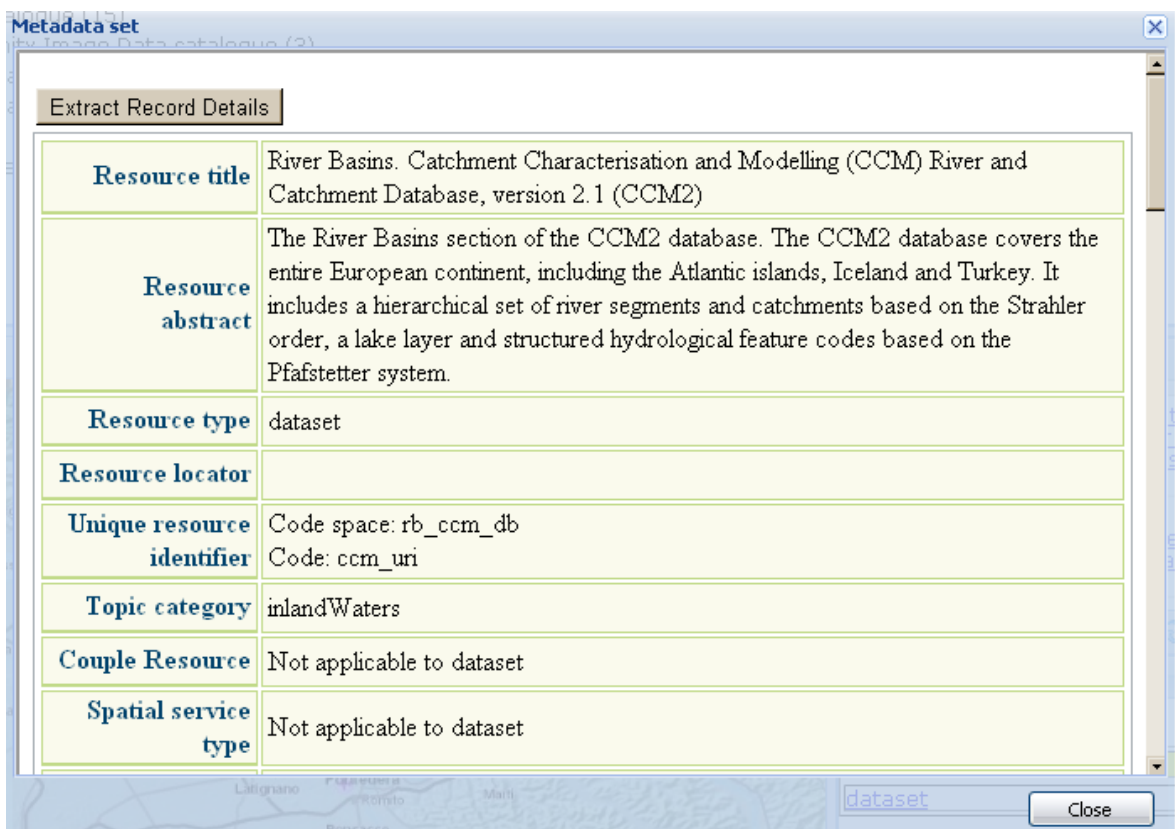 Metadata set
Extract Record Details
Resource title
River Basins. Catchment Characterisation and Modelling (CCM) River and
Catchment Database, version 2.1 (CCM2)
Resource
abstract
The River Basins section of the CCM2 database. The CCM2 database covers the
entire European continent, including the Atlantic islands, Iceland and Turkey. It
includes a hierarchical set of river segments and catchments based on the Strahler
order, a lake layer and structured hydrological feature codes based on the
Pfafstetter system.
Resource type
dataset
Resource locator
Unique resource
identifier
Code space: rb_ccm_db
Code: ccm_uri
Topic category
inlandWaters
Couple Resource
Not applicable to dataset
Spatial service
type
Not applicable to dataset
dataset
Close